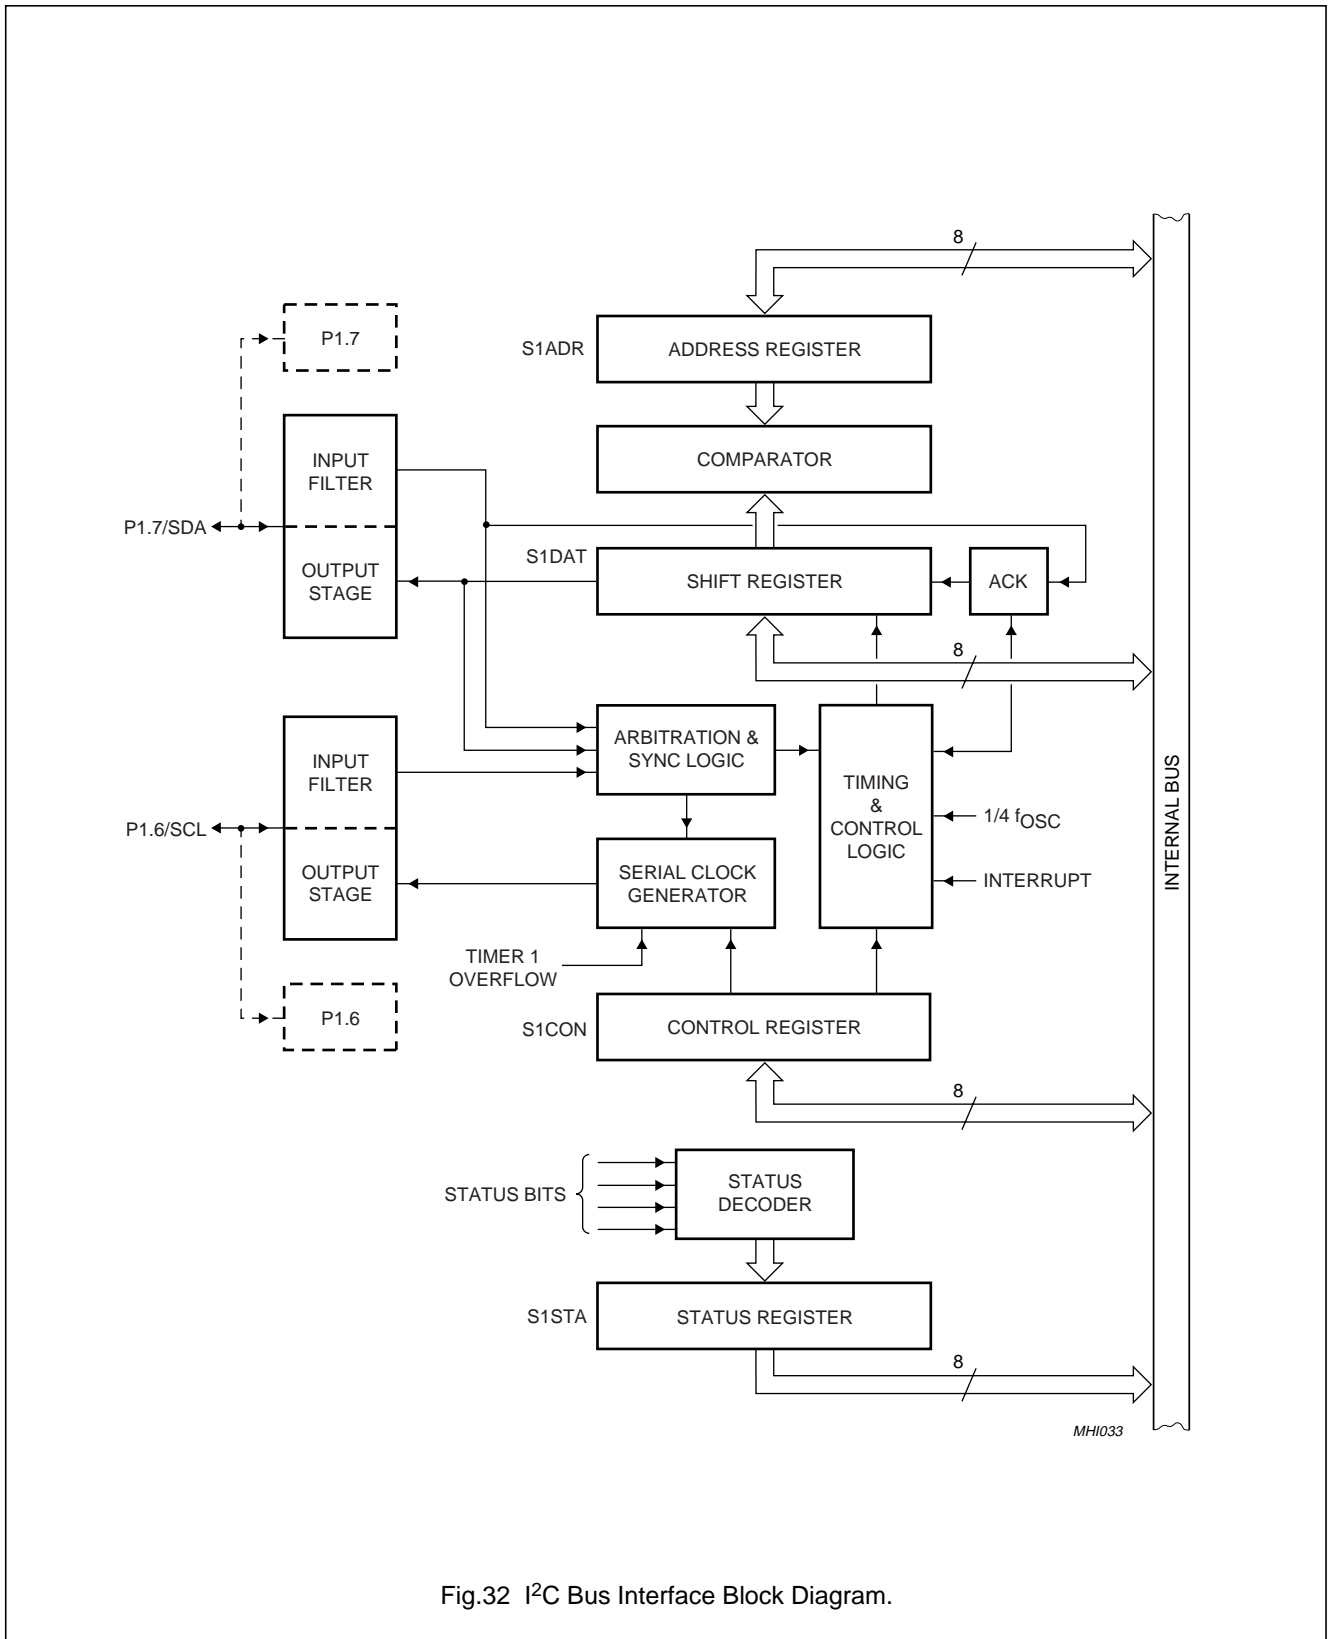 8
P1.7
S1ADR
ADDRESS REGISTER
INPUT
FILTER
COMPARATOR
P1.7/SDA
OUTPUT
STAGE
S1DAT
SHIFT REGISTER
ACK
8
INPUT
FILTER
ARBITRATION &
SYNC LOGIC
TIMING
&
CONTROL
LOGIC
1/4 fOSC
INTERRUPT
INTERNAL BUS
P1.6/SCL
OUTPUT
STAGE
SERIAL CLOCK
GENERATOR
TIMER 1
OVERFLOW
P1.6
S1CON
CONTROL REGISTER
8
STATUS BITS
STATUS
DECODER
S1STA
STATUS REGISTER
8
MHI033
Fig.32 I²C Bus Interface Block Diagram.